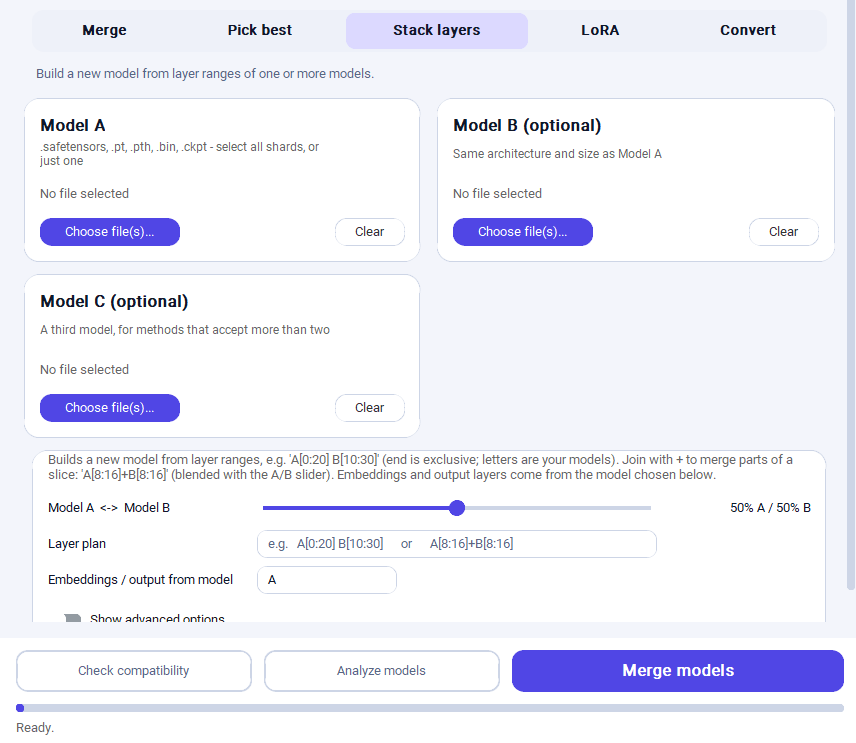 Merge Pick best Stack layers LoRA Convert
Build a new model from layer ranges of one or more models.
Model A
.safetensors, .pt, .pth, .bin, .ckpt - select all shards, or
just one
No file selected
Choose file(s)... Clear
Model B (optional)
Same architecture and size as Model A
No file selected
Choose file(s)... Clear
Model C (optional)
A third model, for methods that accept more than two
No file selected
Choose file(s)... Clear
Builds a new model from layer ranges, e.g. 'A[0:20] B[10:30]' (end is exclusive; letters are your models). Join with + to merge parts of a
slice: 'A[8:16]+B[8:16]' (blended with the A/B slider). Embeddings and output layers come from the model chosen below.
Model A <-> Model B 50% A / 50% B
Layer plan e.g. A[0:20] B[10:30] or A[8:16]+B[8:16]
Embeddings / output from model A
Show advanced options
Check compatibility Analyze models Merge models
Ready.